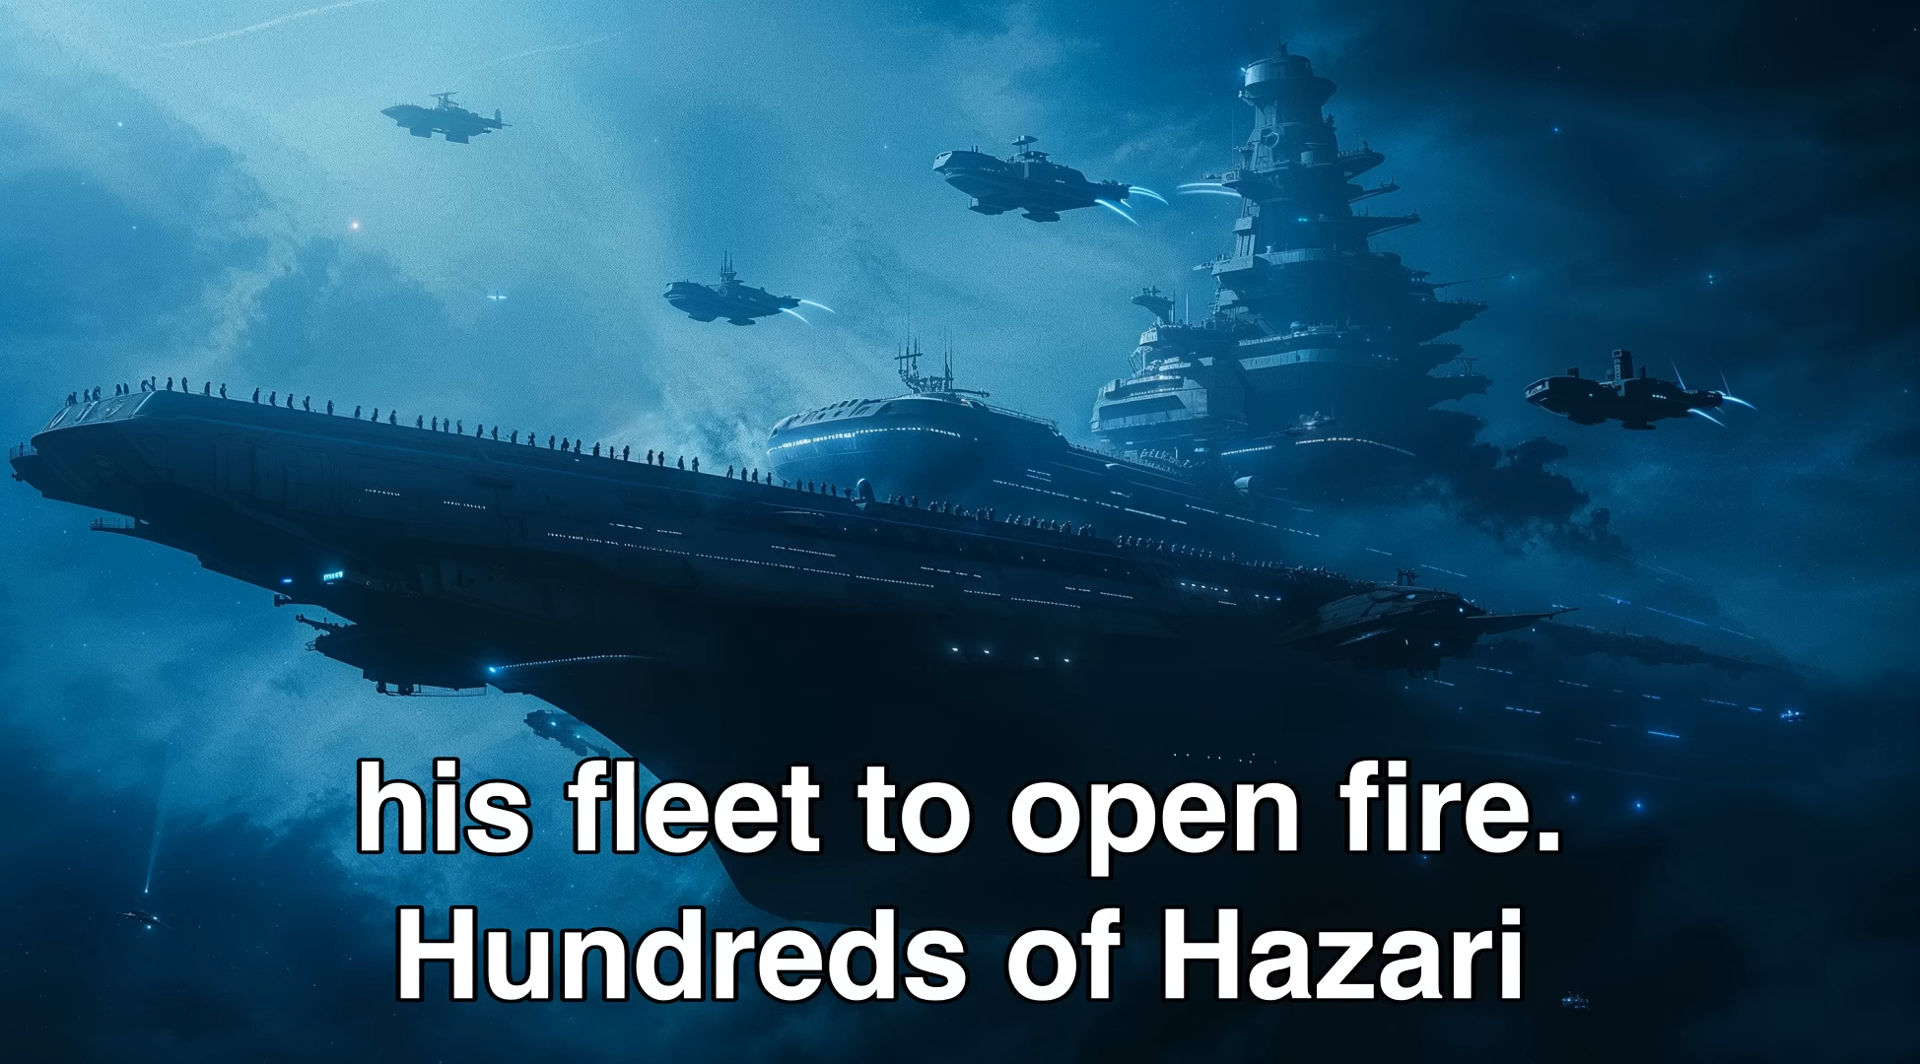 his fleet to open fire.
Hundreds of Hazari